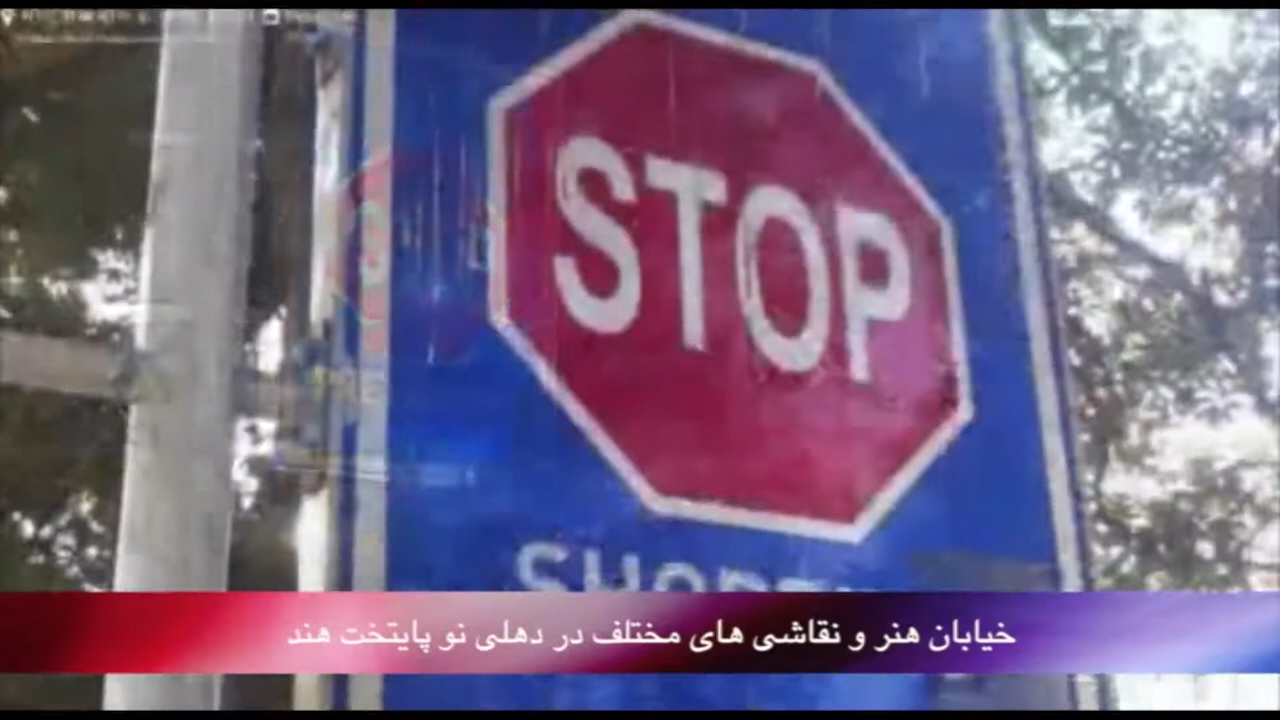 STOP
خیابان هنر و نقاشی های مختلف در دهلی نو پایتخت هند